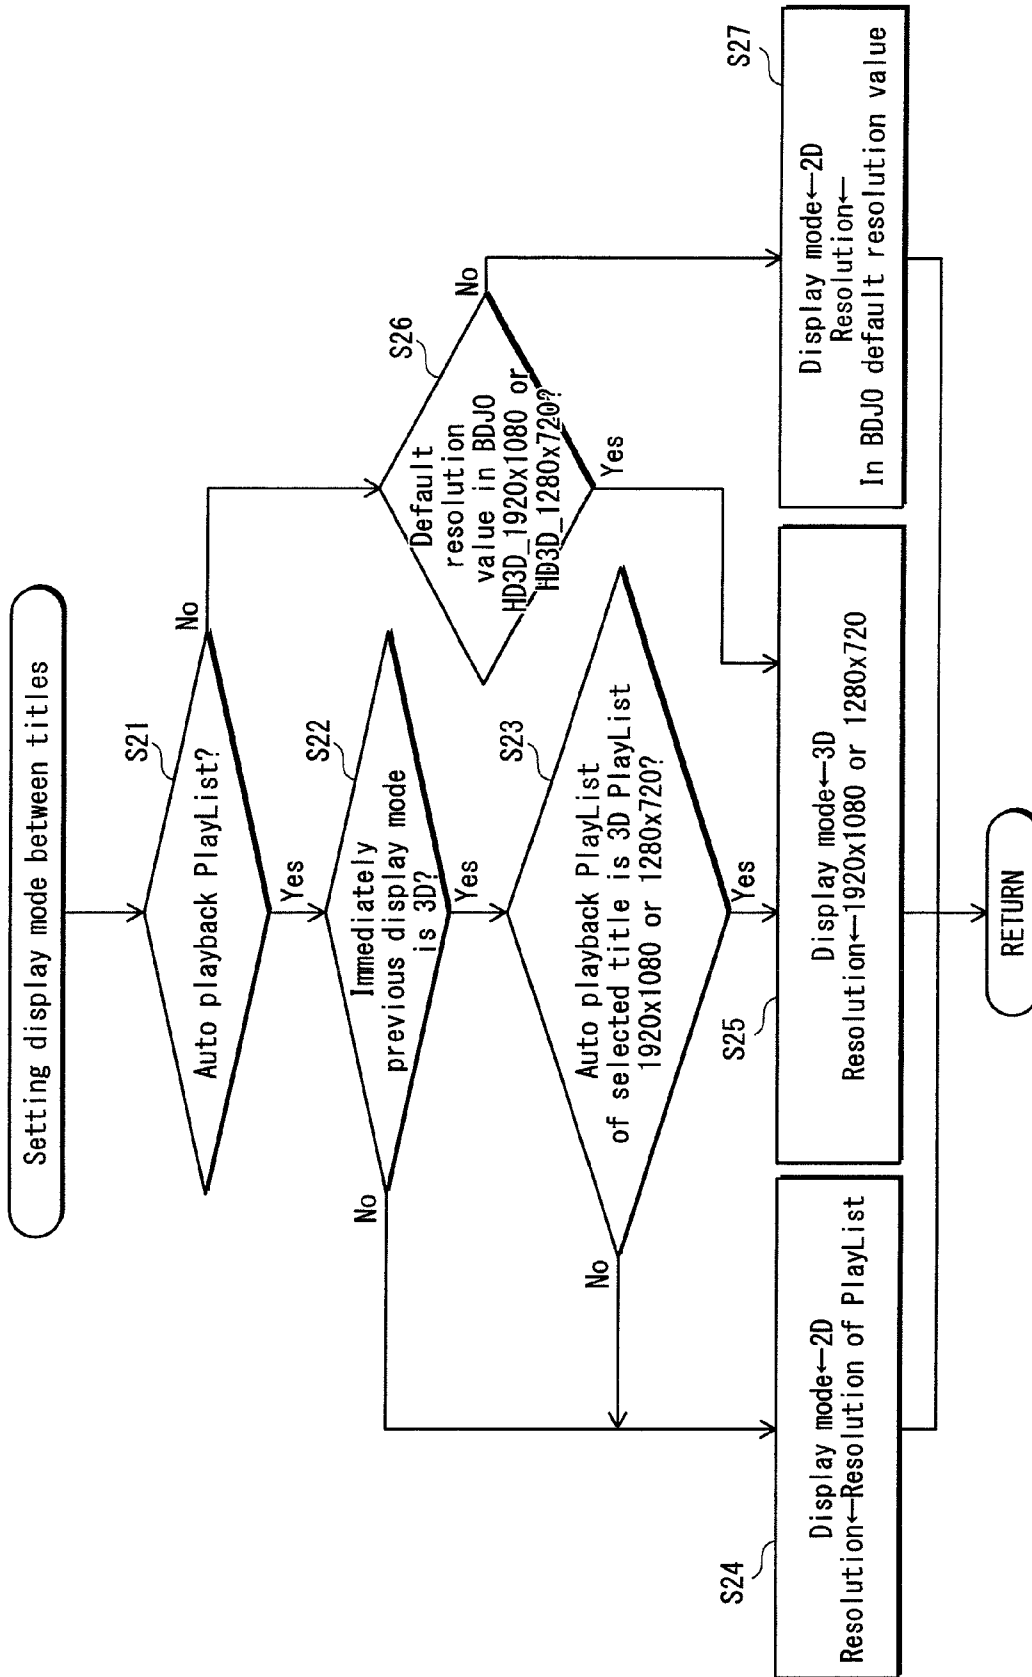 Setting display mode between titles
S21
Auto playback PlayList?
No
Yes
S22
Immediately
previous display mode
is 3D?
No
Yes
S23
Auto playback PlayList
of selected title is 3D PlayList
1920x1080 or 1280x720?
No
Yes
S26
Default
resolution
value in BDJO
HD3D_1920x1080 or
HD3D_1280x720?
No
Yes
S24
Display mode←2D
Resolution←Resolution of PlayList
S25
Display mode←3D
Resolution←1920x1080 or 1280x720
S27
Display mode←2D
Resolution←
In BDJO default resolution value
RETURN